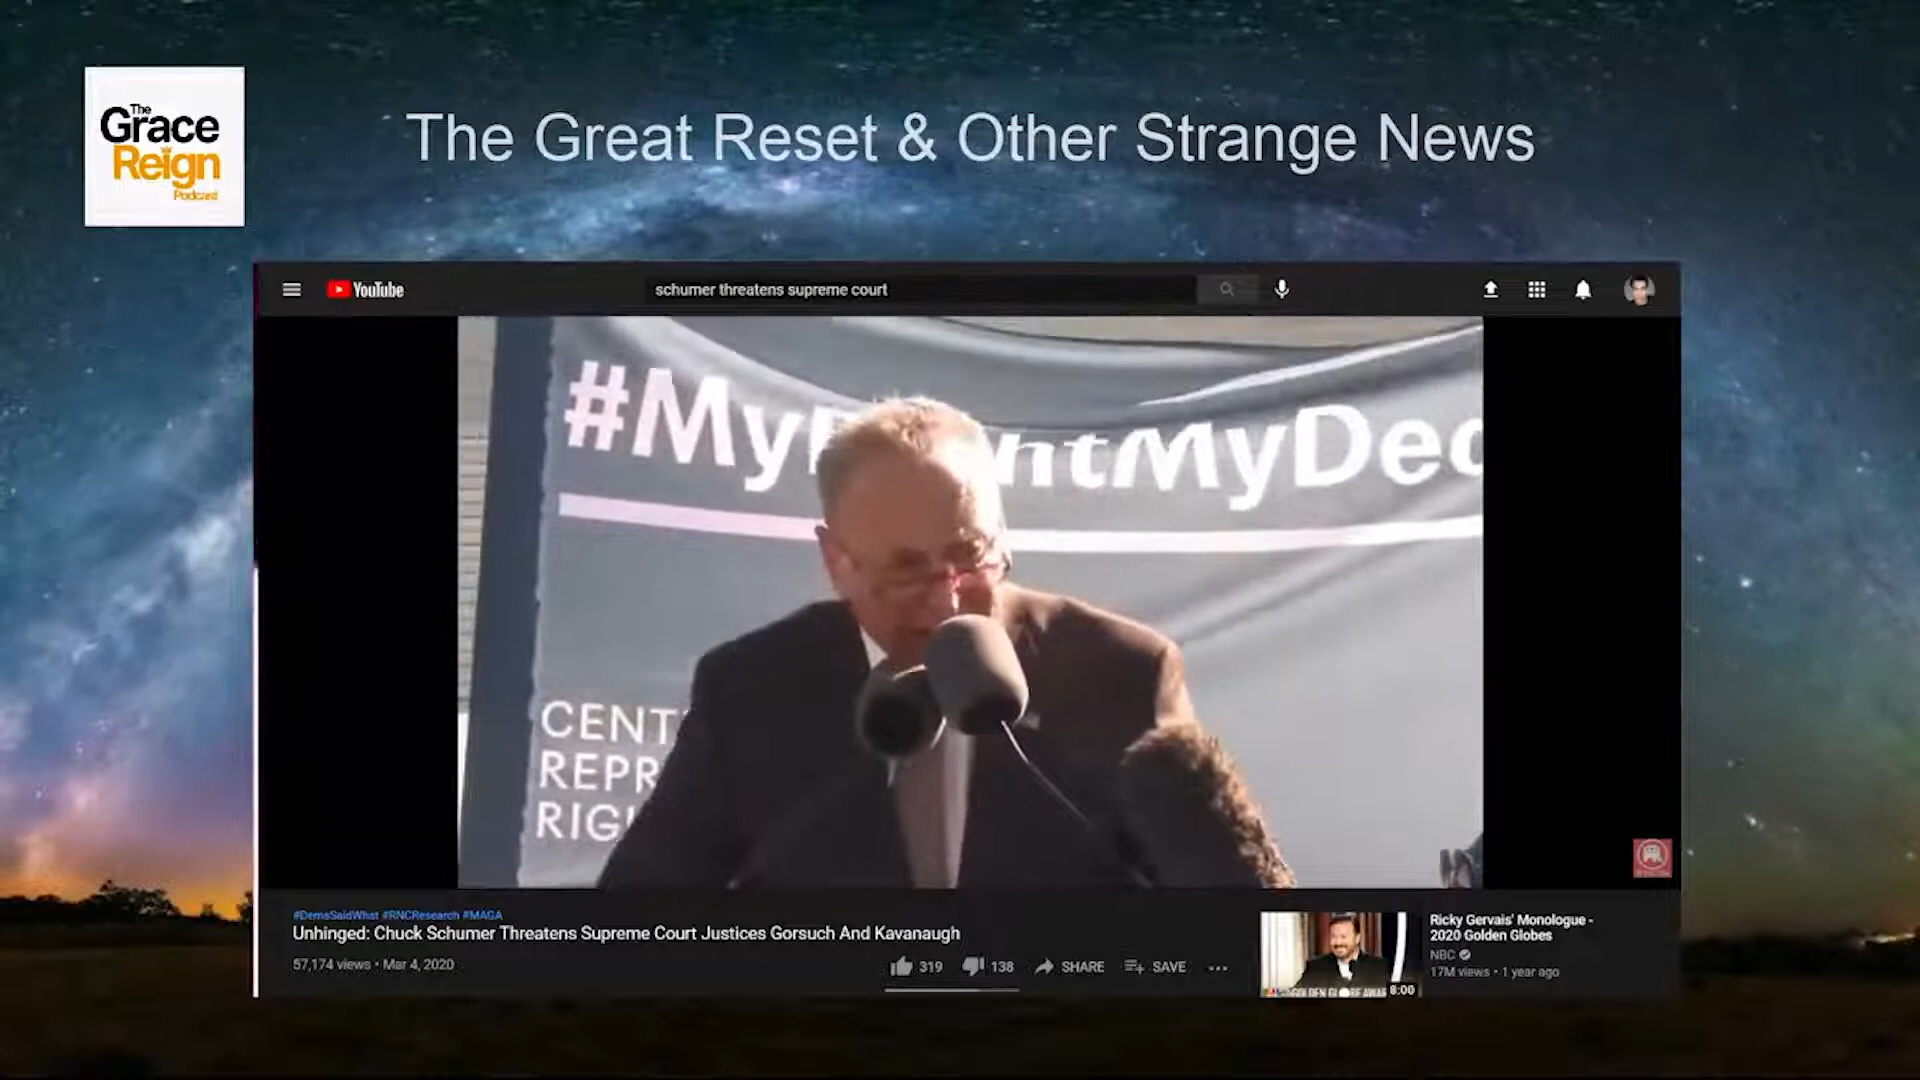 The
Grace
Reign
Podcast
The Great Reset & Other Strange News
YouTube
schumer threatens supreme court
#MyRightMyDec
CENT
REPR
RIG
#DemsSaidWhat #RNCResearch #MAGA
Unhinged: Chuck Schumer Threatens Supreme Court Justices Gorsuch And Kavanaugh
57,174 views • Mar 4, 2020
319
138
SHARE
SAVE
Ricky Gervais' Monologue -
2020 Golden Globes
NBC
17M views • 1 year ago
8:00